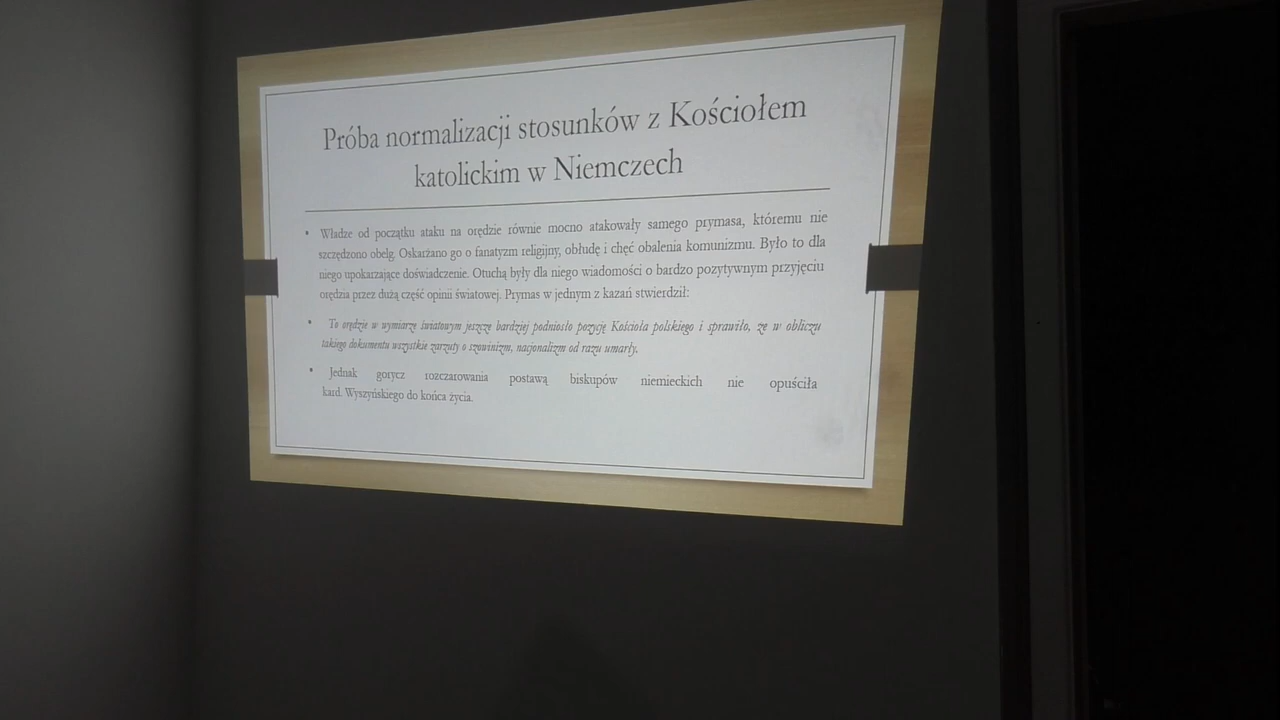 Próba normalizacji stosunków z Kościołem
katolickim w Niemczech
• Władze od początku ataku na orędzie równie mocno atakowały samego prymasa, któremu nie
szczędzono obelg. Oskarżano go o fanatyzm religijny, obłudę i chęć obalenia komunizmu. Było to dla
niego upokarzające doświadczenie. Otuchą były dla niego wiadomości o bardzo pozytywnym przyjęciu
orędzia przez dużą część opinii światowej. Prymas w jednym z kazań stwierdził:
• To orędzie w wymiarze światowym jeszcze bardziej podniosło pozycję Kościoła polskiego i sprawiło, ze w obliczu
takiego dokumentu wszystkie zarzuty o szowinizm, nacjonalizm od razu umarły.
• Jednak gorycz rozczarowania postawą biskupów niemieckich nie opuściła
kard. Wyszyńskiego do końca życia.